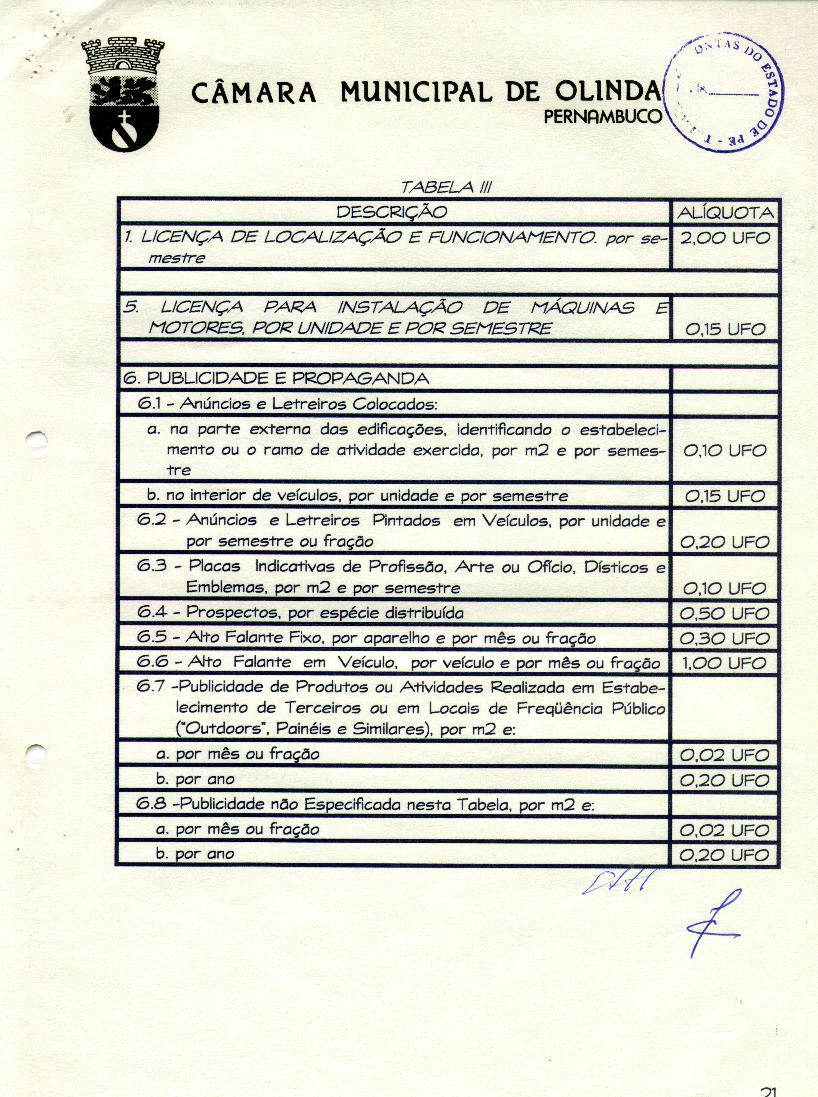 CÂMARA MUNICIPAL DE OLINDA
PERNAMBUCO
ONTAS DO ESTADO DE PE - T
Fls.
TABELA III
DESCRIÇÃO ALÍQUOTA
1. LICENÇA DE LOCALIZAÇÃO E FUNCIONAMENTO. por se- 2,00 UFO
mestre
5. LICENÇA PARA INSTALAÇÃO DE MÁQUINAS E
MOTORES, POR UNIDADE E POR SEMESTRE 0,15 UFO
6. PUBLICIDADE E PROPAGANDA
6.1 - Anúncios e Letreiros Colocados:
a. na parte externa das edificações, identificando o estabeleci-
mento ou o ramo de atividade exercida, por m2 e por semes- 0,10 UFO
tre
b. no interior de veículos, por unidade e por semestre 0,15 UFO
6.2 - Anúncios e Letreiros Pintados em Veículos, por unidade e
por semestre ou fração 0,20 UFO
6.3 - Placas Indicativas de Profissão, Arte ou Ofício, Dísticos e
Emblemas, por m2 e por semestre 0,10 UFO
6.4 - Prospectos, por espécie distribuída 0,50 UFO
6.5 - Alto Falante Fixo, por aparelho e por mês ou fração 0,30 UFO
6.6 - Alto Falante em Veículo, por veículo e por mês ou fração 1,00 UFO
6.7 -Publicidade de Produtos ou Atividades Realizada em Estabe-
lecimento de Terceiros ou em Locais de Freqüência Público
("Outdoors", Painéis e Similares), por m2 e:
a. por mês ou fração 0,02 UFO
b. por ano 0,20 UFO
6.8 -Publicidade não Especificada nesta Tabela, por m2 e:
a. por mês ou fração 0,02 UFO
b. por ano 0,20 UFO
21